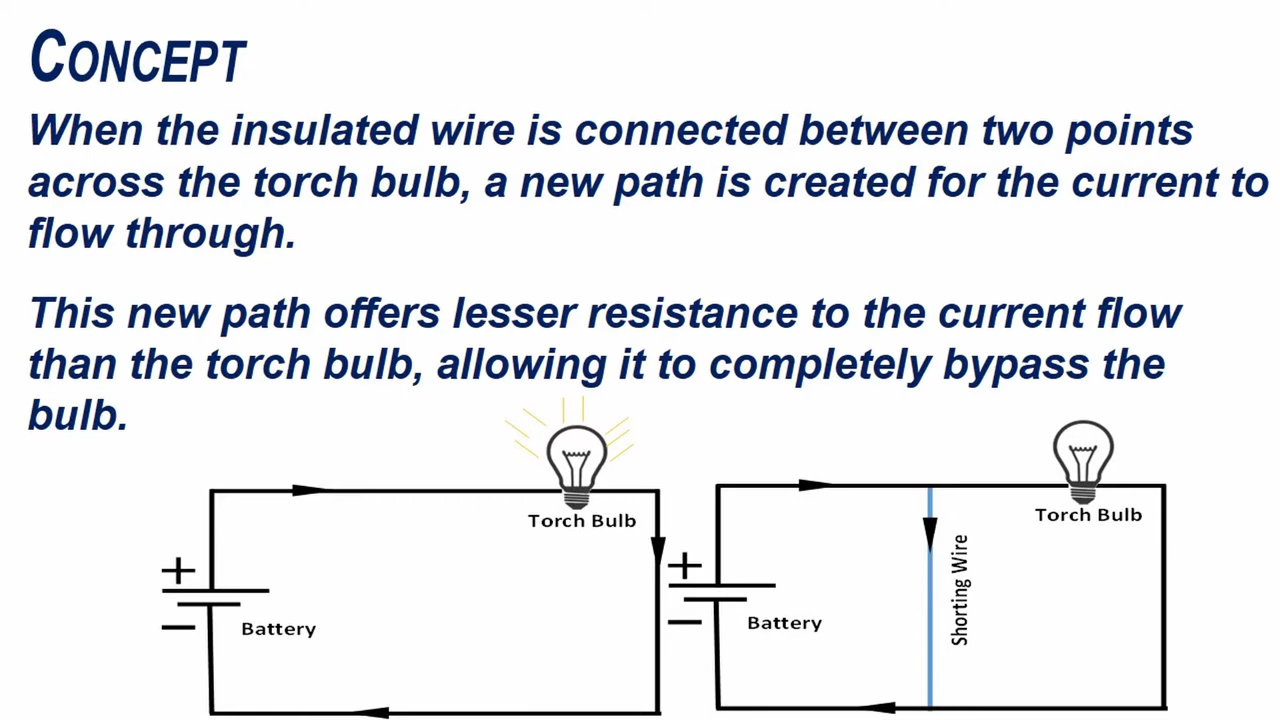 CONCEPT
When the insulated wire is connected between two points
across the torch bulb, a new path is created for the current to
flow through.
This new path offers lesser resistance to the current flow
than the torch bulb, allowing it to completely bypass the
bulb.
Torch Bulb
+
Battery
−
Torch Bulb
+
Battery
−
Shorting Wire